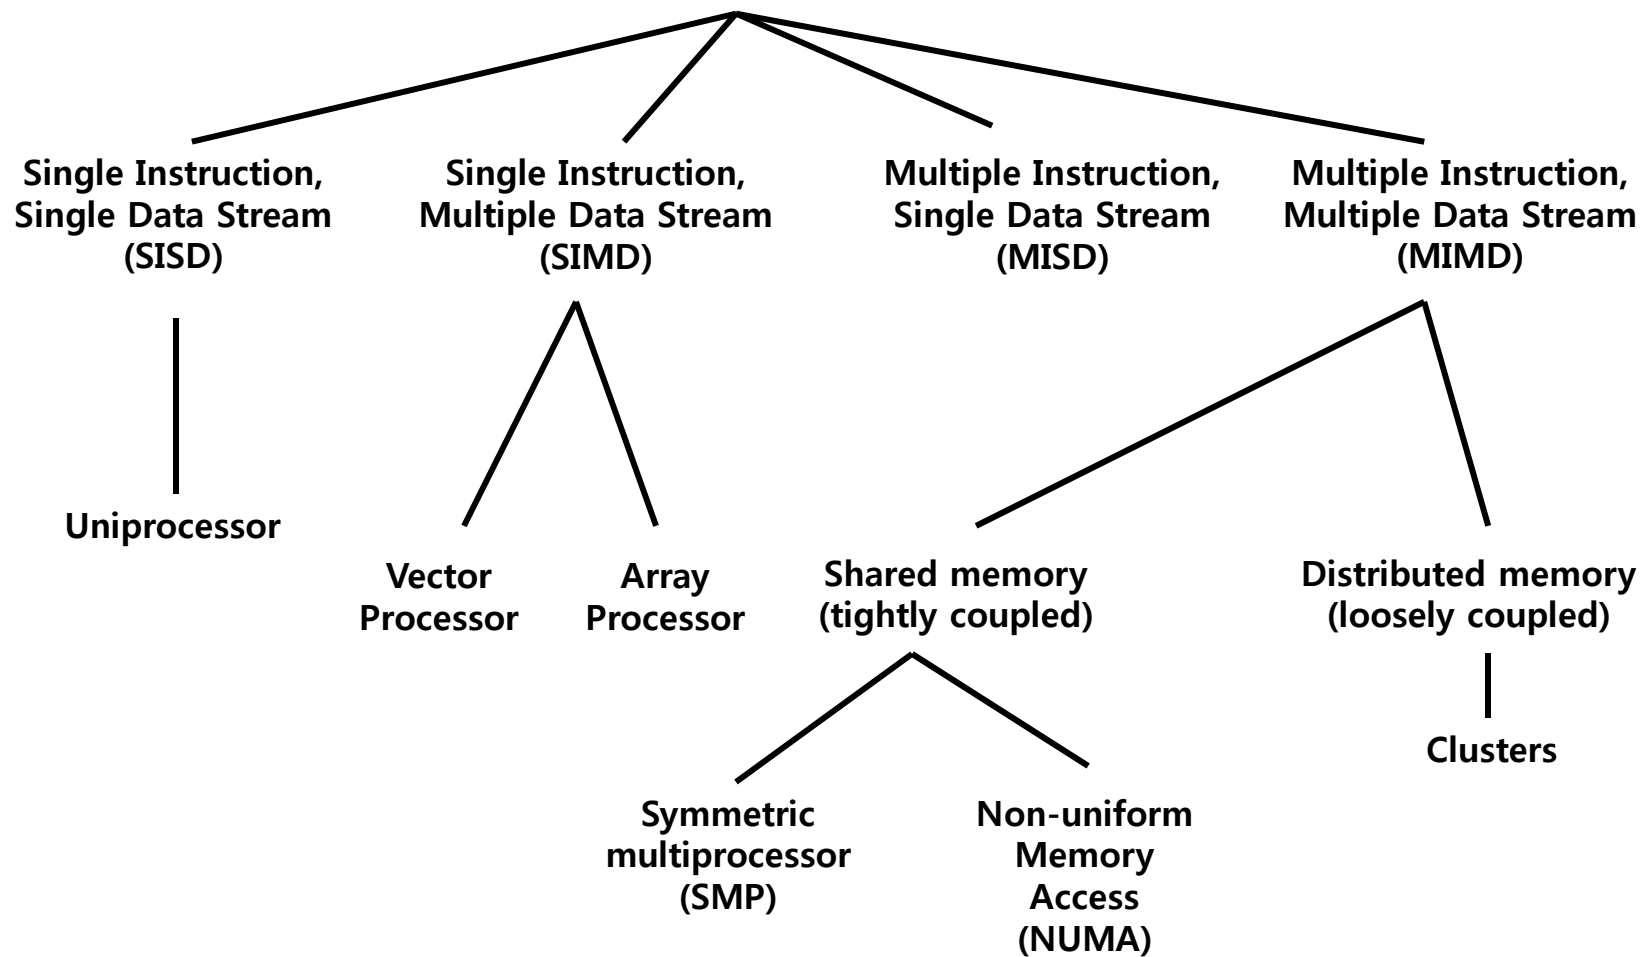 Single Instruction,
Single Data Stream
(SISD)
Single Instruction,
Multiple Data Stream
(SIMD)
Multiple Instruction,
Single Data Stream
(MISD)
Multiple Instruction,
Multiple Data Stream
(MIMD)
Uniprocessor
Vector
Processor
Array
Processor
Shared memory
(tightly coupled)
Distributed memory
(loosely coupled)
Clusters
Symmetric
multiprocessor
(SMP)
Non-uniform
Memory
Access
(NUMA)